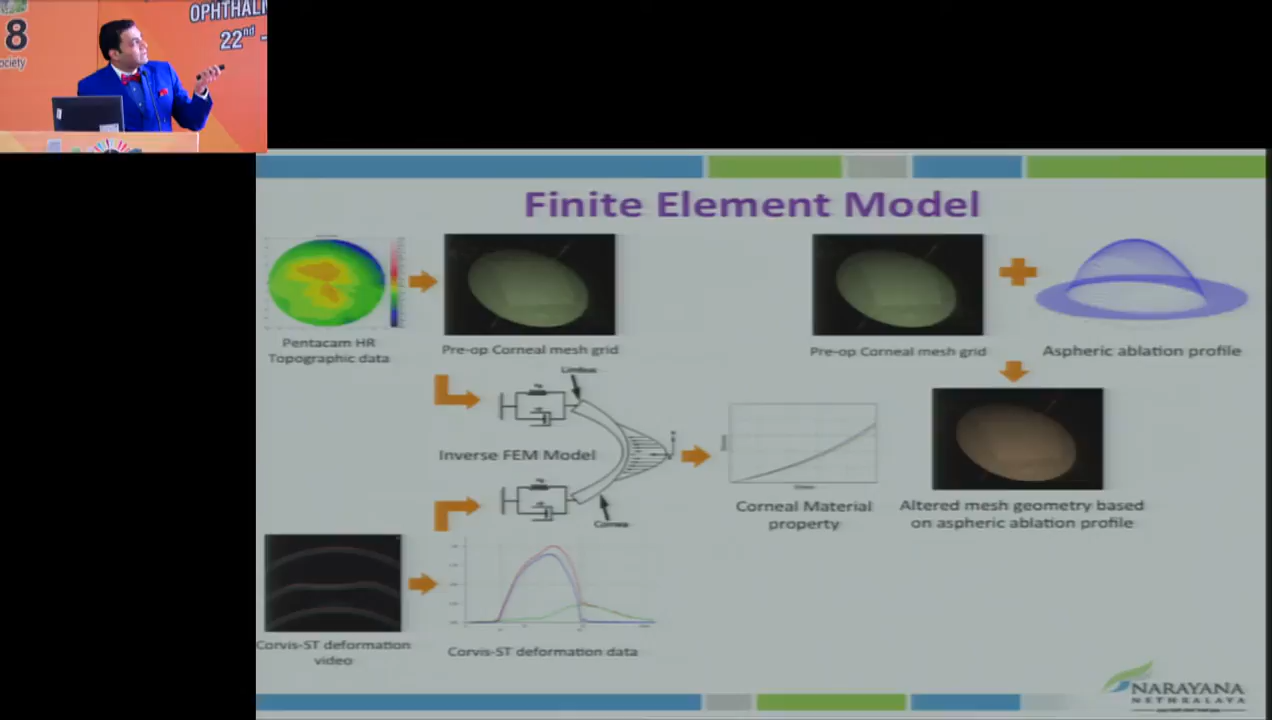 8
ociety
OPHTHALM
22nd -
Finite Element Model
Pentacam HR
Topographic data
Pre-op Corneal mesh grid
Pre-op Corneal mesh grid
Aspheric ablation profile
Limbus
Inverse FEM Model
Cornea
Corneal Material
property
Altered mesh geometry based
on aspheric ablation profile
Corvis-ST deformation
video
Corvis-ST deformation data
NARAYANA
NETHRALAYA